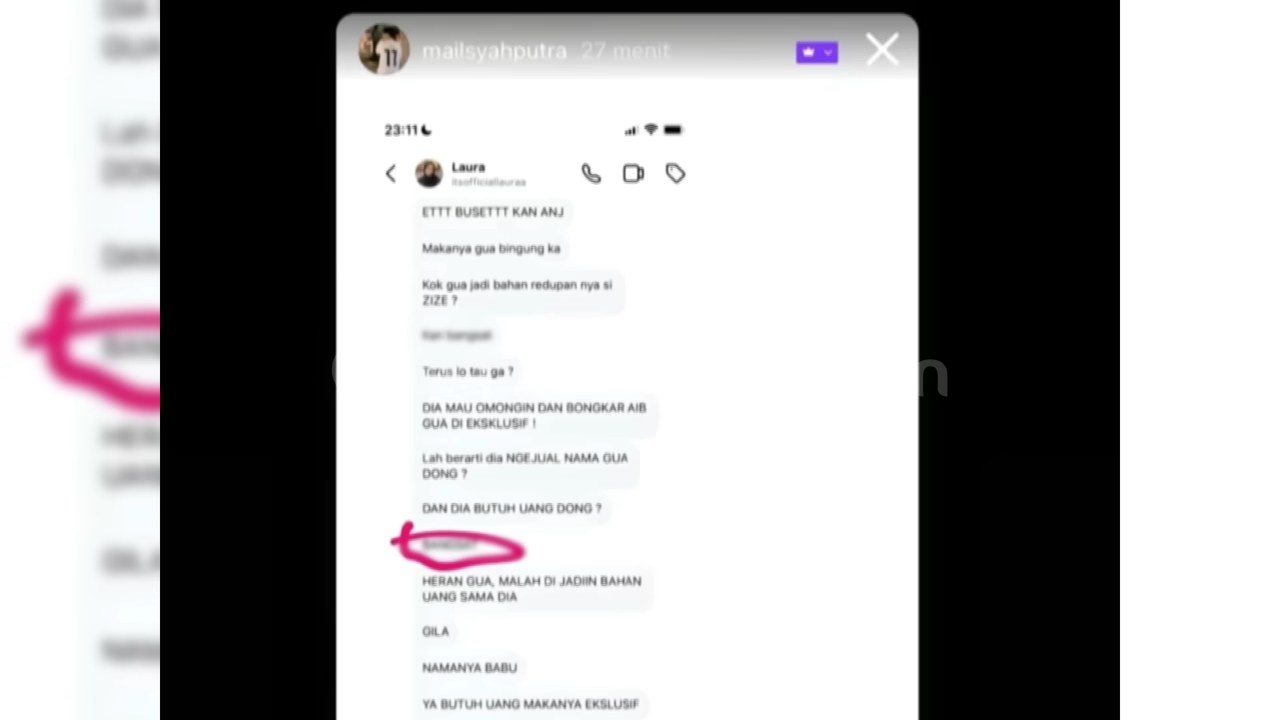 mailsyahputra 27 menit
23:11
Laura
itsofficiallauraa
ETTT BUSETTT KAN ANJ
Makanya gua bingung ka
Kok gua jadi bahan redupan nya si
ZIZE ?
Terus lo tau ga ?
DIA MAU OMONGIN DAN BONGKAR AIB
GUA DI EKSKLUSIF !
Lah berarti dia NGEJUAL NAMA GUA
DONG ?
DAN DIA BUTUH UANG DONG ?
HERAN GUA, MALAH DI JADIIN BAHAN
UANG SAMA DIA
GILA
NAMANYA BABU
YA BUTUH UANG MAKANYA EKSLUSIF